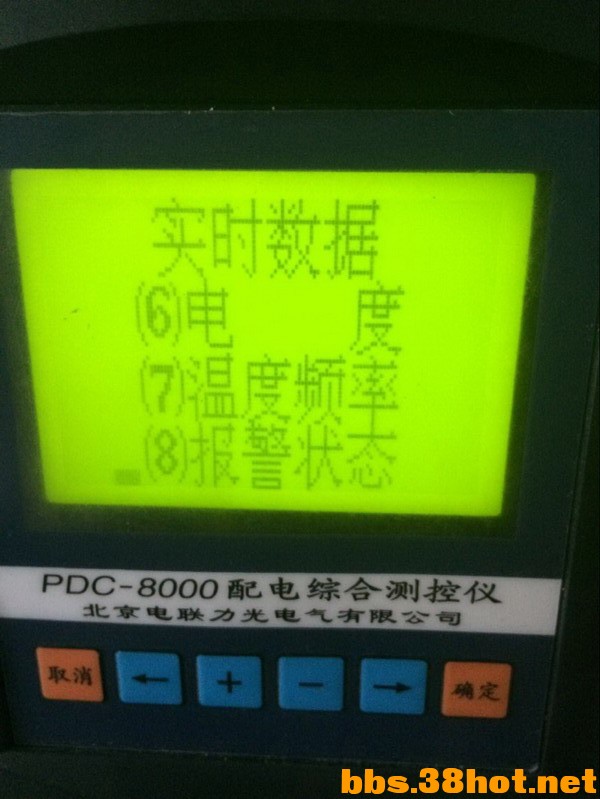 实时数据
(6)电 度
(7)温度频率
(8)报警状态
PDC-8000配电综合测控仪
北京电联力光电气有限公司
取消 ← + − → 确定
bbs.38hot.net